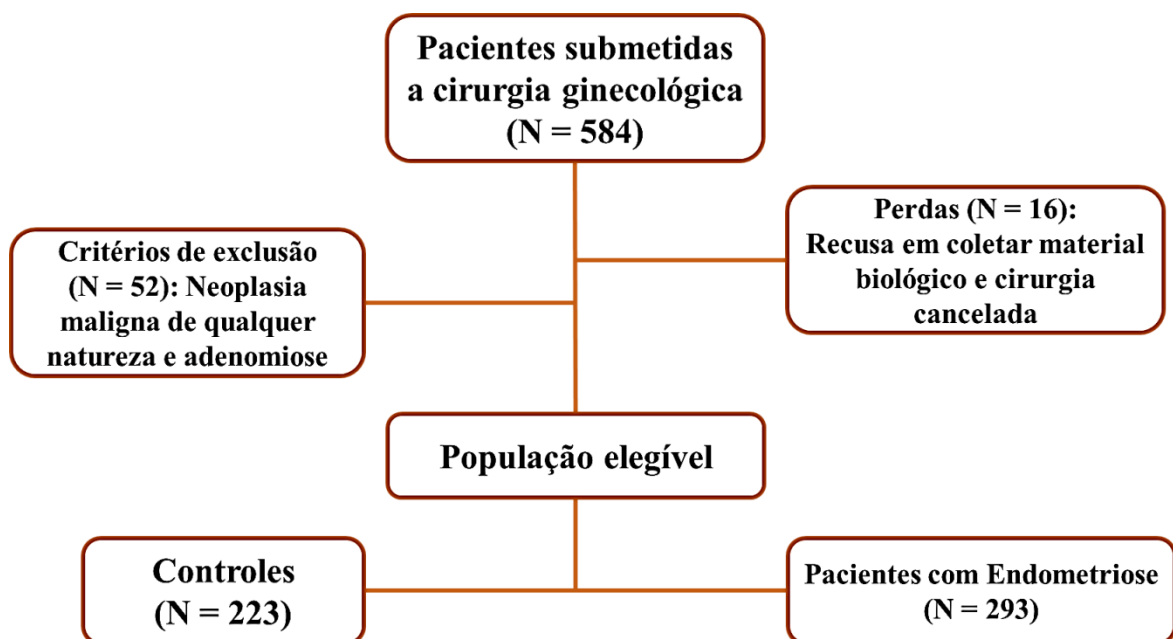 Pacientes submetidas
a cirurgia ginecológica
(N = 584)
Perdas (N = 16):
Recusa em coletar material
biológico e cirurgia
cancelada
Critérios de exclusão
(N = 52): Neoplasia
maligna de qualquer
natureza e adenomiose
População elegível
Controles
(N = 223)
Pacientes com Endometriose
(N = 293)